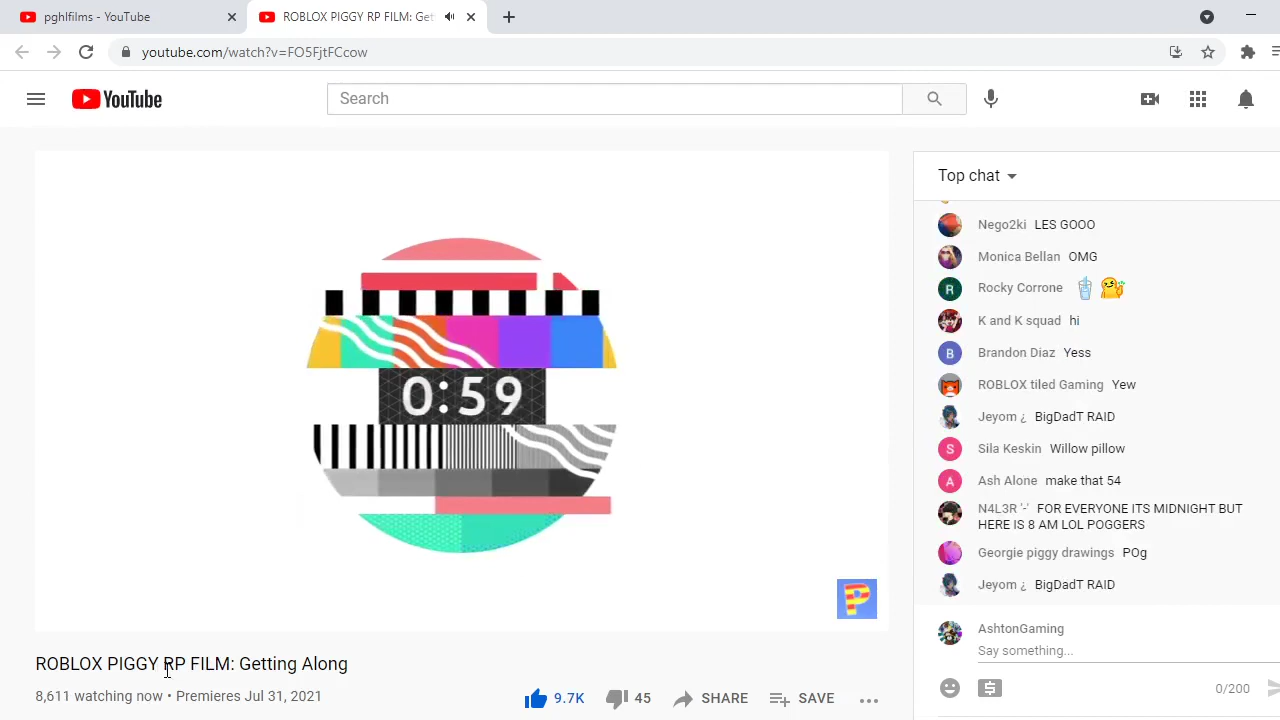 pghlfilms - YouTube
ROBLOX PIGGY RP FILM: Get
youtube.com/watch?v=FO5FjtFCcow
YouTube
Search
Top chat
Nego2ki LES GOOO
Monica Bellan OMG
R Rocky Corrone
K and K squad hi
B Brandon Diaz Yess
ROBLOX tiled Gaming Yew
Jeyom ¿ BigDadT RAID
S Sila Keskin Willow pillow
A Ash Alone make that 54
N4L3R '-' FOR EVERYONE ITS MIDNIGHT BUT
HERE IS 8 AM LOL POGGERS
Georgie piggy drawings POg
Jeyom ¿ BigDadT RAID
0:59
P
AshtonGaming
Say something...
0/200
ROBLOX PIGGY RP FILM: Getting Along
8,611 watching now • Premieres Jul 31, 2021
9.7K 45 SHARE SAVE